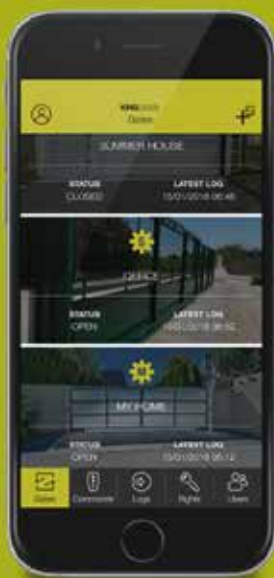 KINGgates
Gates
SUMMER HOUSE
STATUS LATEST LOG
CLOSED
OFFICE
STATUS LATEST LOG
OPEN
MY HOME
STATUS LATEST LOG
OPEN
Gates Commands Logs Rights Users